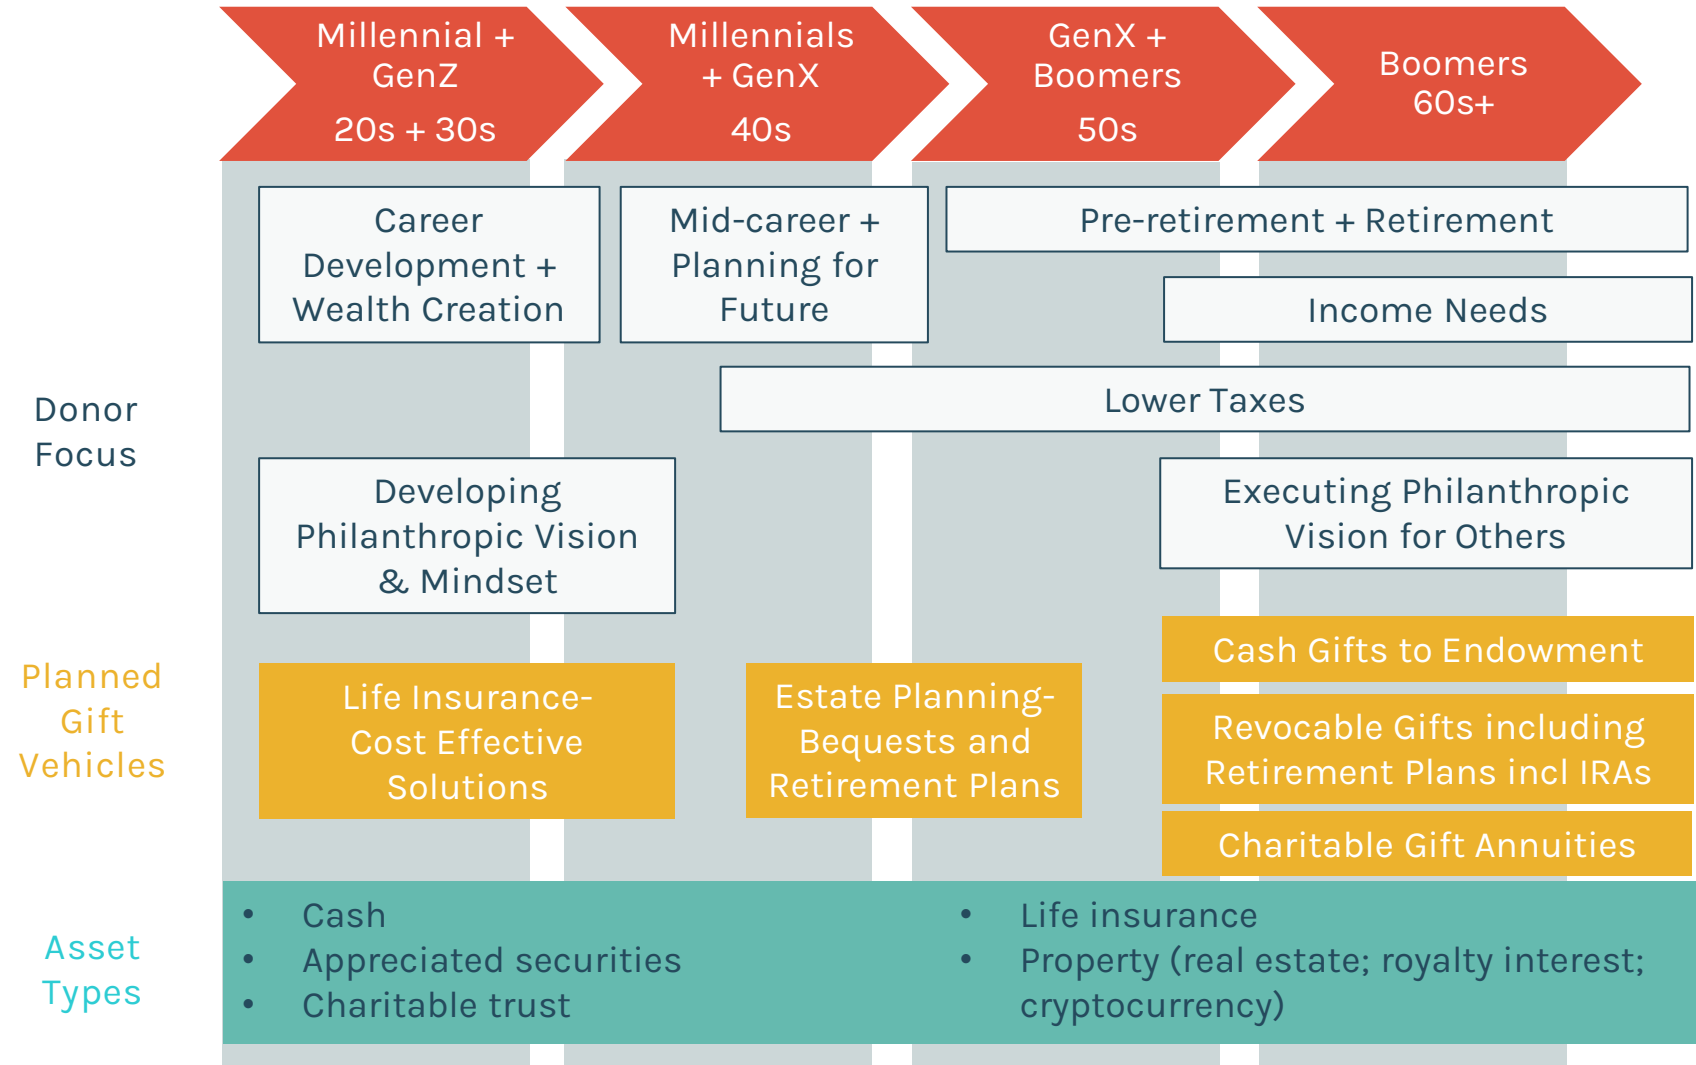 Millennial +
GenZ
20s + 30s
Millennials
+ GenX
40s
GenX +
Boomers
50s
Boomers
60s+
Donor
Focus
Career
Development +
Wealth Creation
Mid-career +
Planning for
Future
Pre-retirement + Retirement
Income Needs
Lower Taxes
Developing
Philanthropic Vision
& Mindset
Executing Philanthropic
Vision for Others
Planned
Gift
Vehicles
Life Insurance-
Cost Effective
Solutions
Estate Planning-
Bequests and
Retirement Plans
Cash Gifts to Endowment
Revocable Gifts including
Retirement Plans incl IRAs
Charitable Gift Annuities
Asset
Types
• Cash
• Appreciated securities
• Charitable trust
• Life insurance
• Property (real estate; royalty interest;
cryptocurrency)